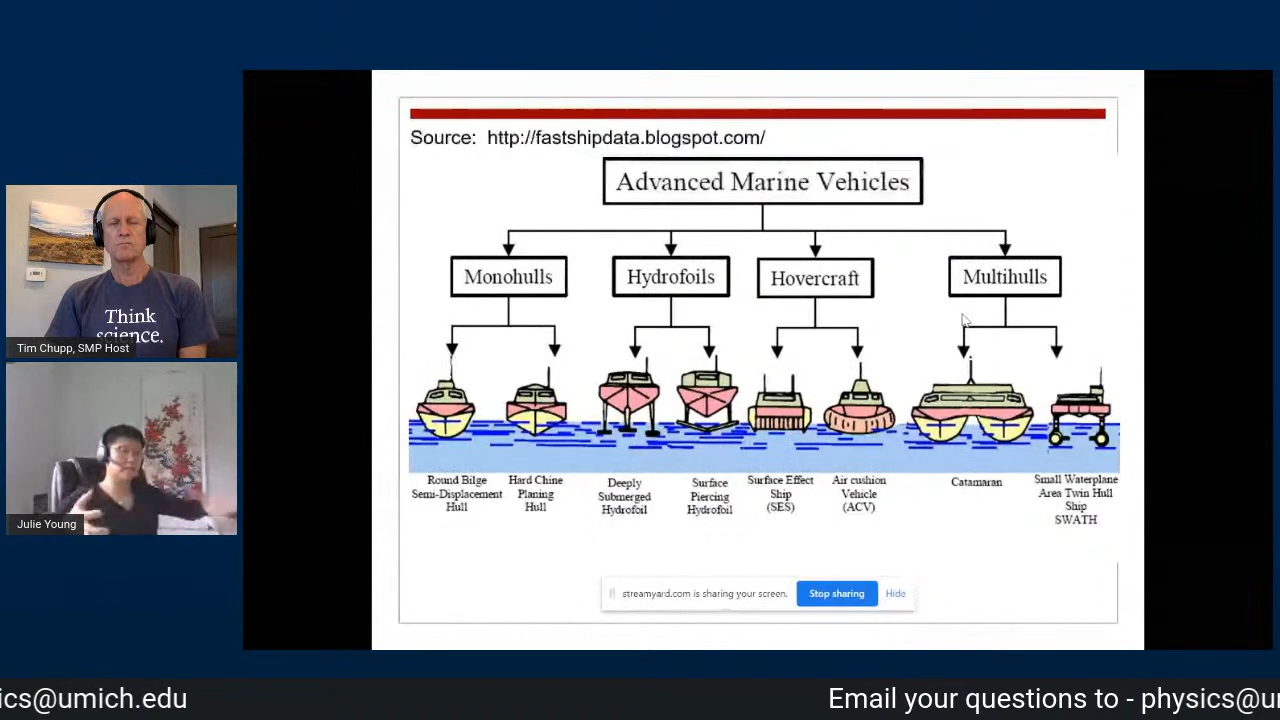 Source: http://fastshipdata.blogspot.com/
Advanced Marine Vehicles
Monohulls
Hydrofoils
Hovercraft
Multihulls
Round Bilge
Semi-Displacement
Hull
Hard Chine
Planing
Hull
Deeply
Submerged
Hydrofoil
Surface
Piercing
Hydrofoil
Surface Effect
Ship
(SES)
Air cushion
Vehicle
(ACV)
Catamaran
Small Waterplane
Area Twin Hull
Ship
SWATH
streamyard.com is sharing your screen.
Stop sharing
Hide
Think
science.
Tim Chupp, SMP Host
Julie Young
ics@umich.edu
Email your questions to - physics@u